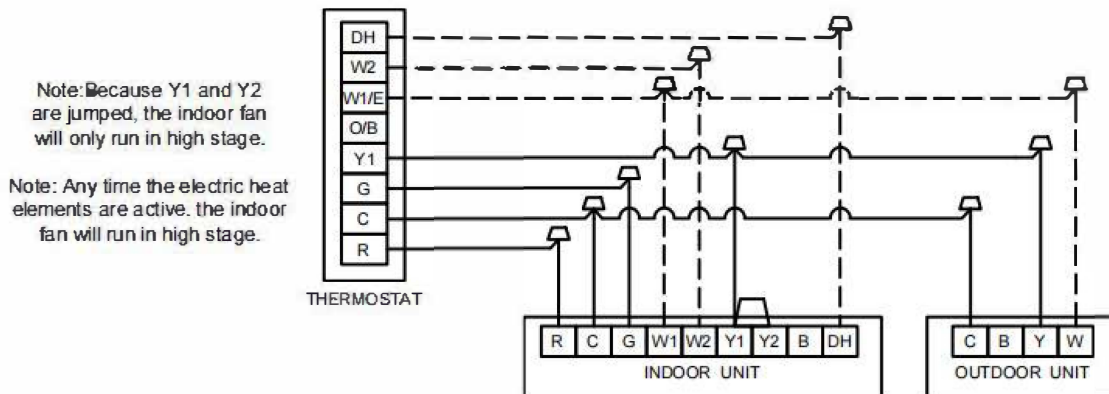 Note:Because Y1 and Y2
are jumped, the indoor fan
will only run in high stage.
Note: Any time the electric heat
elements are active. the indoor
fan will run in high stage.
DH
W2
W1/E
O/B
Y1
G
C
R
THERMOSTAT
R C G W1 W2 Y1 Y2 B DH
INDOOR UNIT
C B Y W
OUTDOOR UNIT